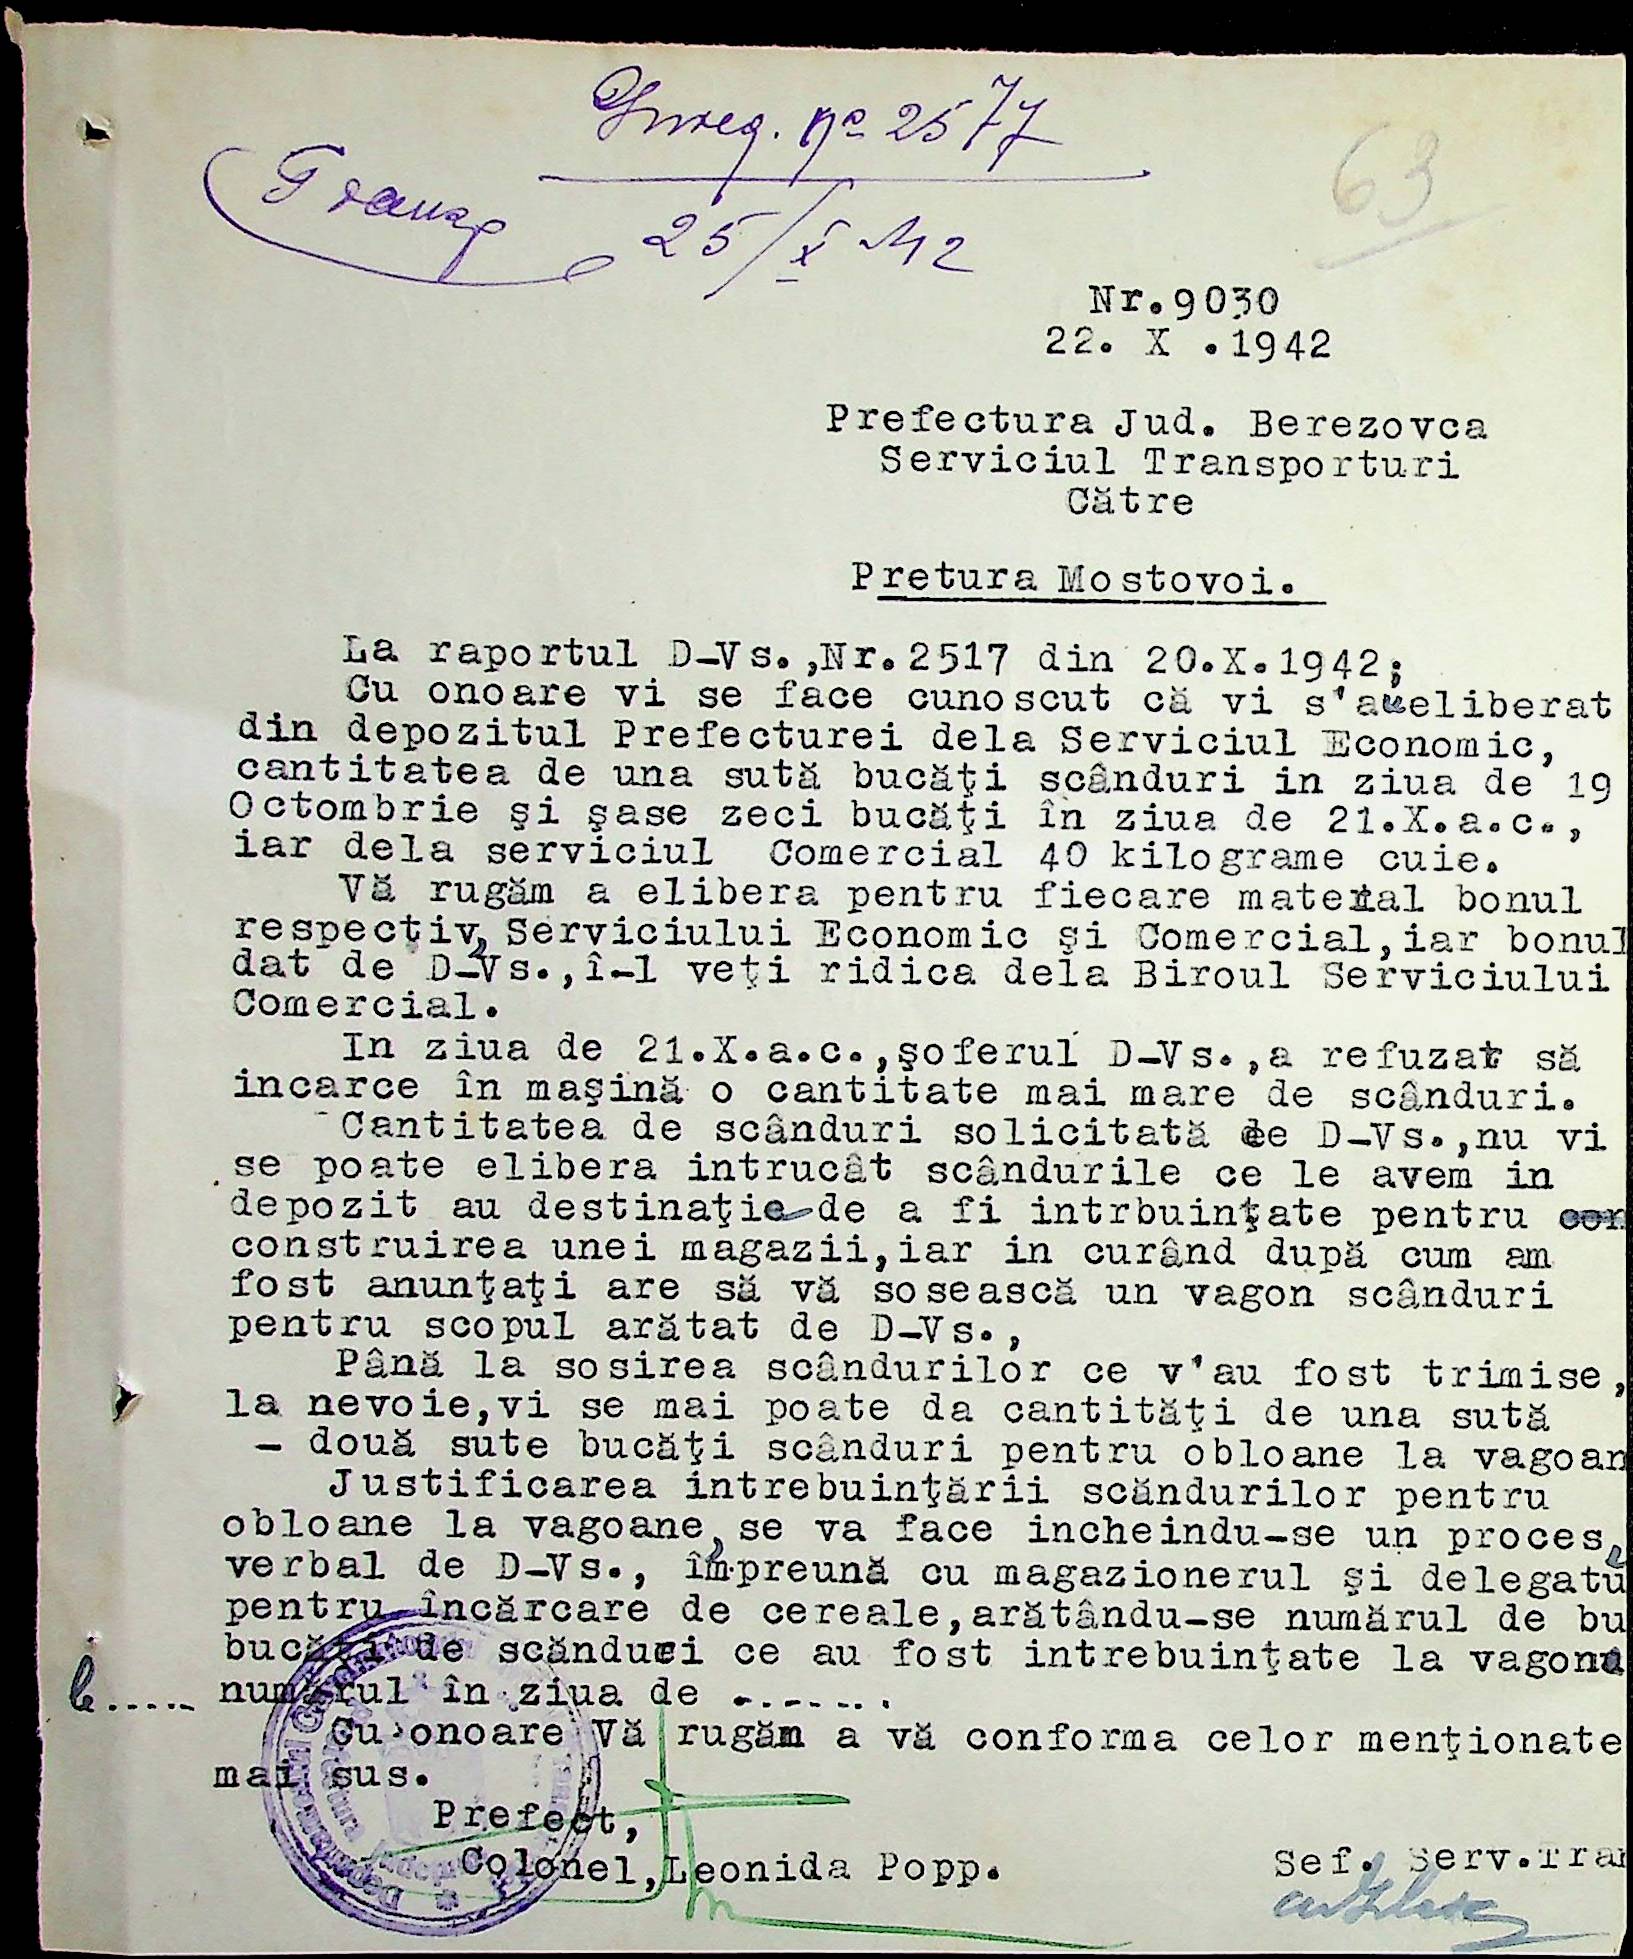 Inreg. No 2577
Transp
25/X 942
63
Nr.9030
22. X .1942
Prefectura Jud. Berezovca
Serviciul Transporturi
Către
Pretura Mostovoi.
La raportul D-Vs.,Nr.2517 din 20.X.1942;
Cu onoare vi se face cunoscut că vi s'au eliberat
din depozitul Prefecturei dela Serviciul Economic,
cantitatea de una sută bucăţi scânduri in ziua de 19
Octombrie şi şase zeci bucăţi în ziua de 21.X.a.c.,
iar dela serviciul Comercial 40 kilograme cuie.
Vă rugăm a elibera pentru fiecare material bonul
respecţiv, Serviciului Economic şi Comercial,iar bonul
dat de D-Vs.,î-l veţi ridica dela Biroul Serviciului
Comercial.
In ziua de 21.X.a.c.,şoferul D-Vs.,a refuzat să
incarce în maşină o cantitate mai mare de scânduri.
Cantitatea de scânduri solicitată de D-Vs.,nu vi
se poate elibera intrucât scândurile ce le avem in
depozit au destinaţie de a fi intrbuinţate pentru con
construirea unei magazii,iar in curând după cum am
fost anunţaţi are să vă sosească un vagon scânduri
pentru scopul arătat de D-Vs.,
Până la sosirea scândurilor ce v'au fost trimise,
la nevoie,vi se mai poate da cantităţi de una sută
- două sute bucăţi scânduri pentru obloane la vagoan
Justificarea intrebuinţării scăndurilor pentru
obloane la vagoane, se va face incheindu-se un proces
verbal de D-Vs., împreună cu magazionerul şi delegatu
pentru încărcare de cereale,arătându-se numărul de bu
bucăţi de scănduri ce au fost intrebuinţate la vagonu
numărul în ziua de .......
Cu onoare Vă rugăm a vă conforma celor menţionate
mai sus.
Prefect,
Colonel,Leonida Popp.
Sef. Serv.Tran